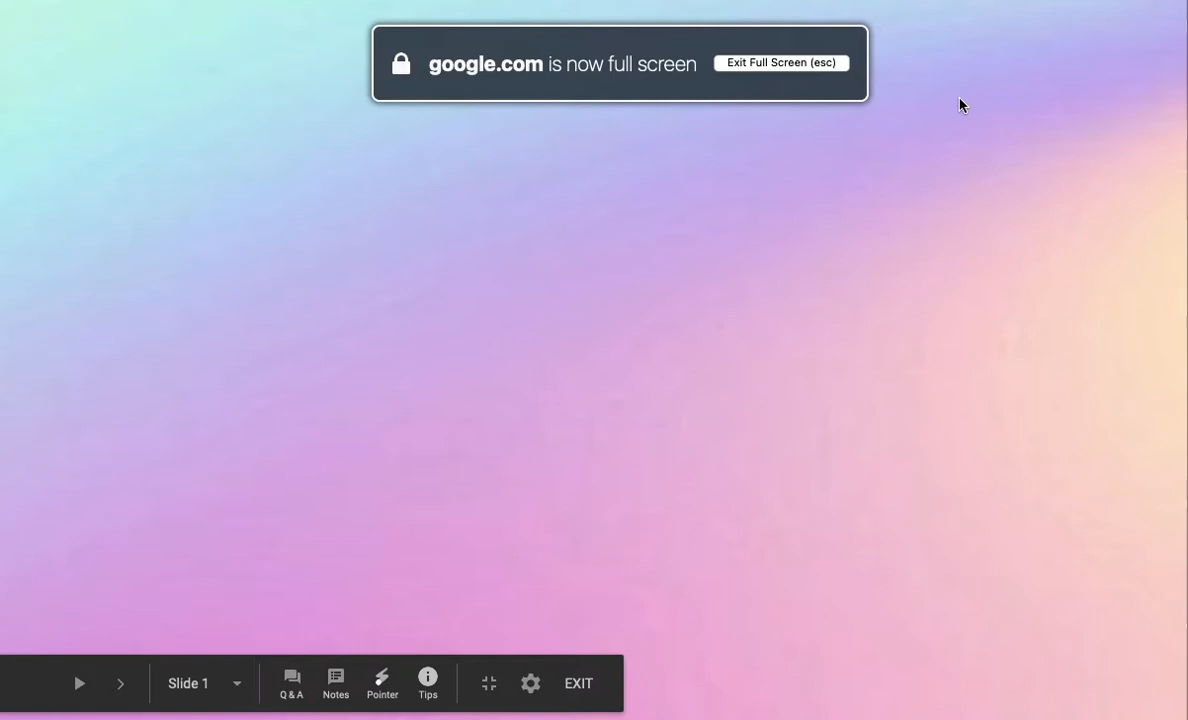 google.com is now full screen Exit Full Screen (esc)
Slide 1 Q & A Notes Pointer Tips EXIT